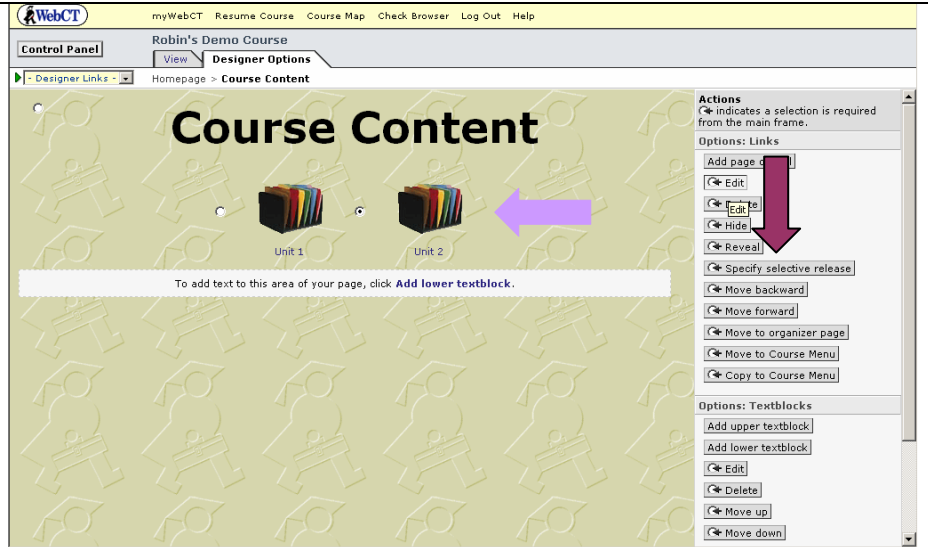 WebCT myWebCT Resume Course Course Map Check Browser Log Out Help
Control Panel
Robin's Demo Course
View Designer Options
- Designer Links -
Homepage > Course Content
Course Content
Unit 1 Unit 2
To add text to this area of your page, click Add lower textblock.
Actions
indicates a selection is required
from the main frame.
Options: Links
Add page
Edit
Edit
Hide
Reveal
Specify selective release
Move backward
Move forward
Move to organizer page
Move to Course Menu
Copy to Course Menu
Options: Textblocks
Add upper textblock
Add lower textblock
Edit
Delete
Move up
Move down